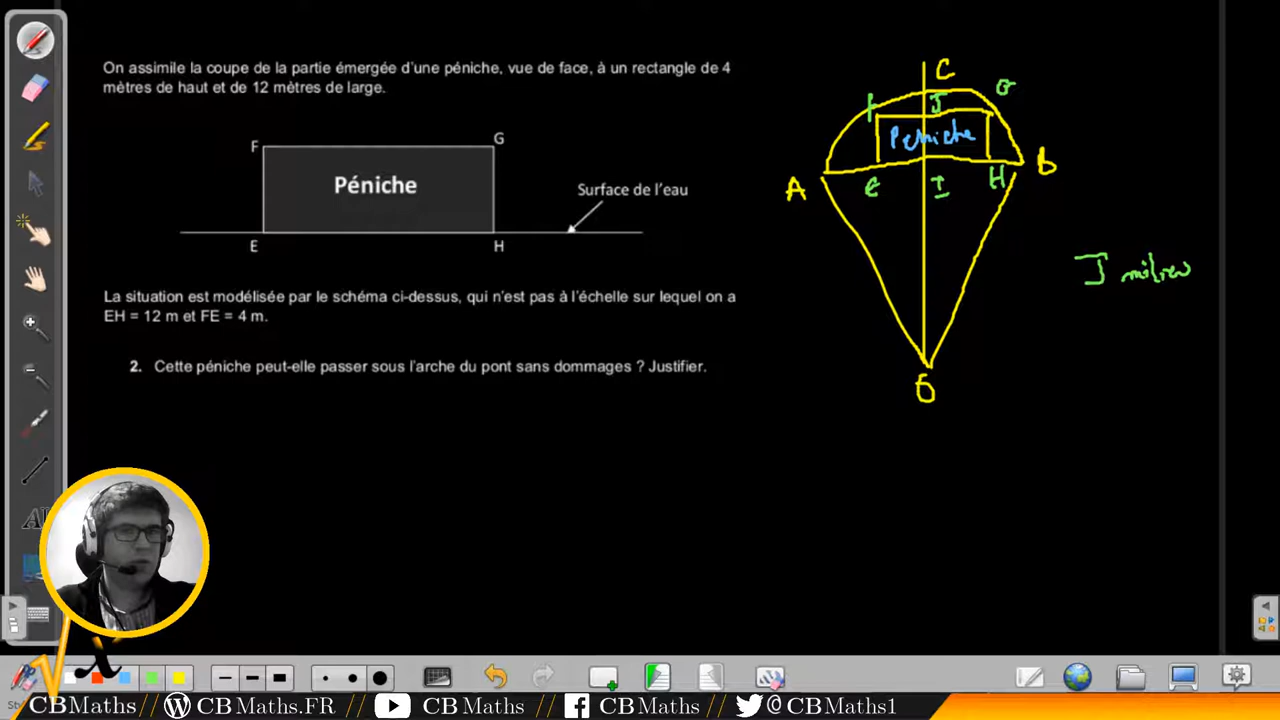 On assimile la coupe de la partie émergée d'une péniche, vue de face, à un rectangle de 4
mètres de haut et de 12 mètres de large.
F
G
Péniche
Surface de l'eau
E
H
La situation est modélisée par le schéma ci-dessus, qui n'est pas à l'échelle sur lequel on a
EH = 12 m et FE = 4 m.
2. Cette péniche peut-elle passer sous l'arche du pont sans dommages ? Justifier.
C
F J G
Peniche
A E I H B
J milieu
O
CBMaths // CBMaths.FR // CBMaths // CBMaths // @CBMaths1